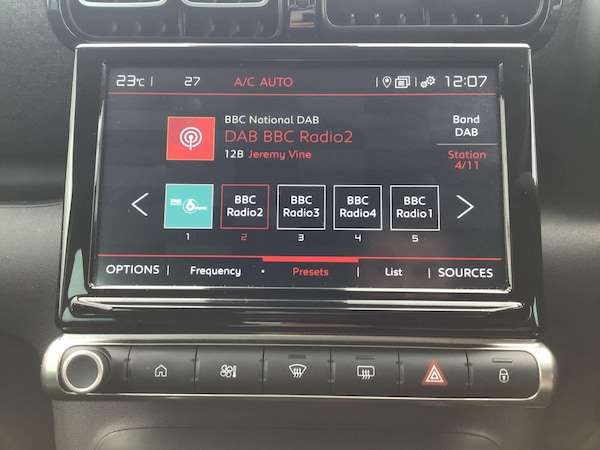 23°C 27 A/C AUTO 12:07
BBC National DAB
DAB BBC Radio2
12B Jeremy Vine
Band
DAB
Station
4/11
6
BBC
Radio2
BBC
Radio3
BBC
Radio4
BBC
Radio1
1 2 3 4 5
OPTIONS Frequency Presets List SOURCES